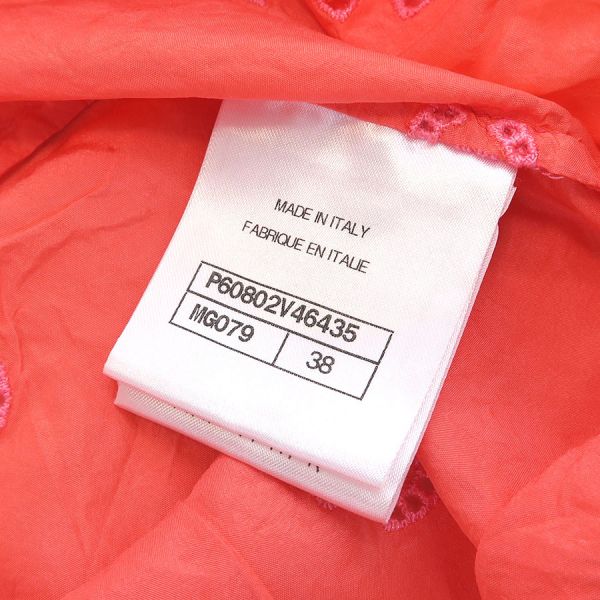 MADE IN ITALY
FABRIQUE EN ITALIE
P60802V46435
MG079 38